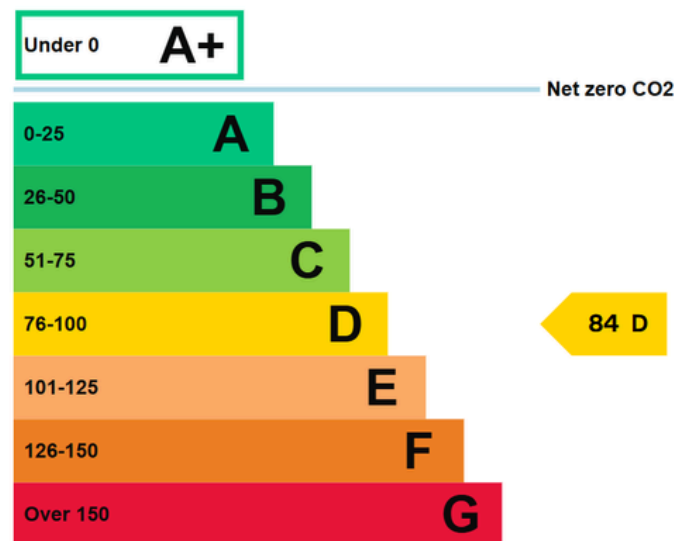 Under 0 A+
Net zero CO2
0-25 A
26-50 B
51-75 C
76-100 D 84 D
101-125 E
126-150 F
Over 150 G